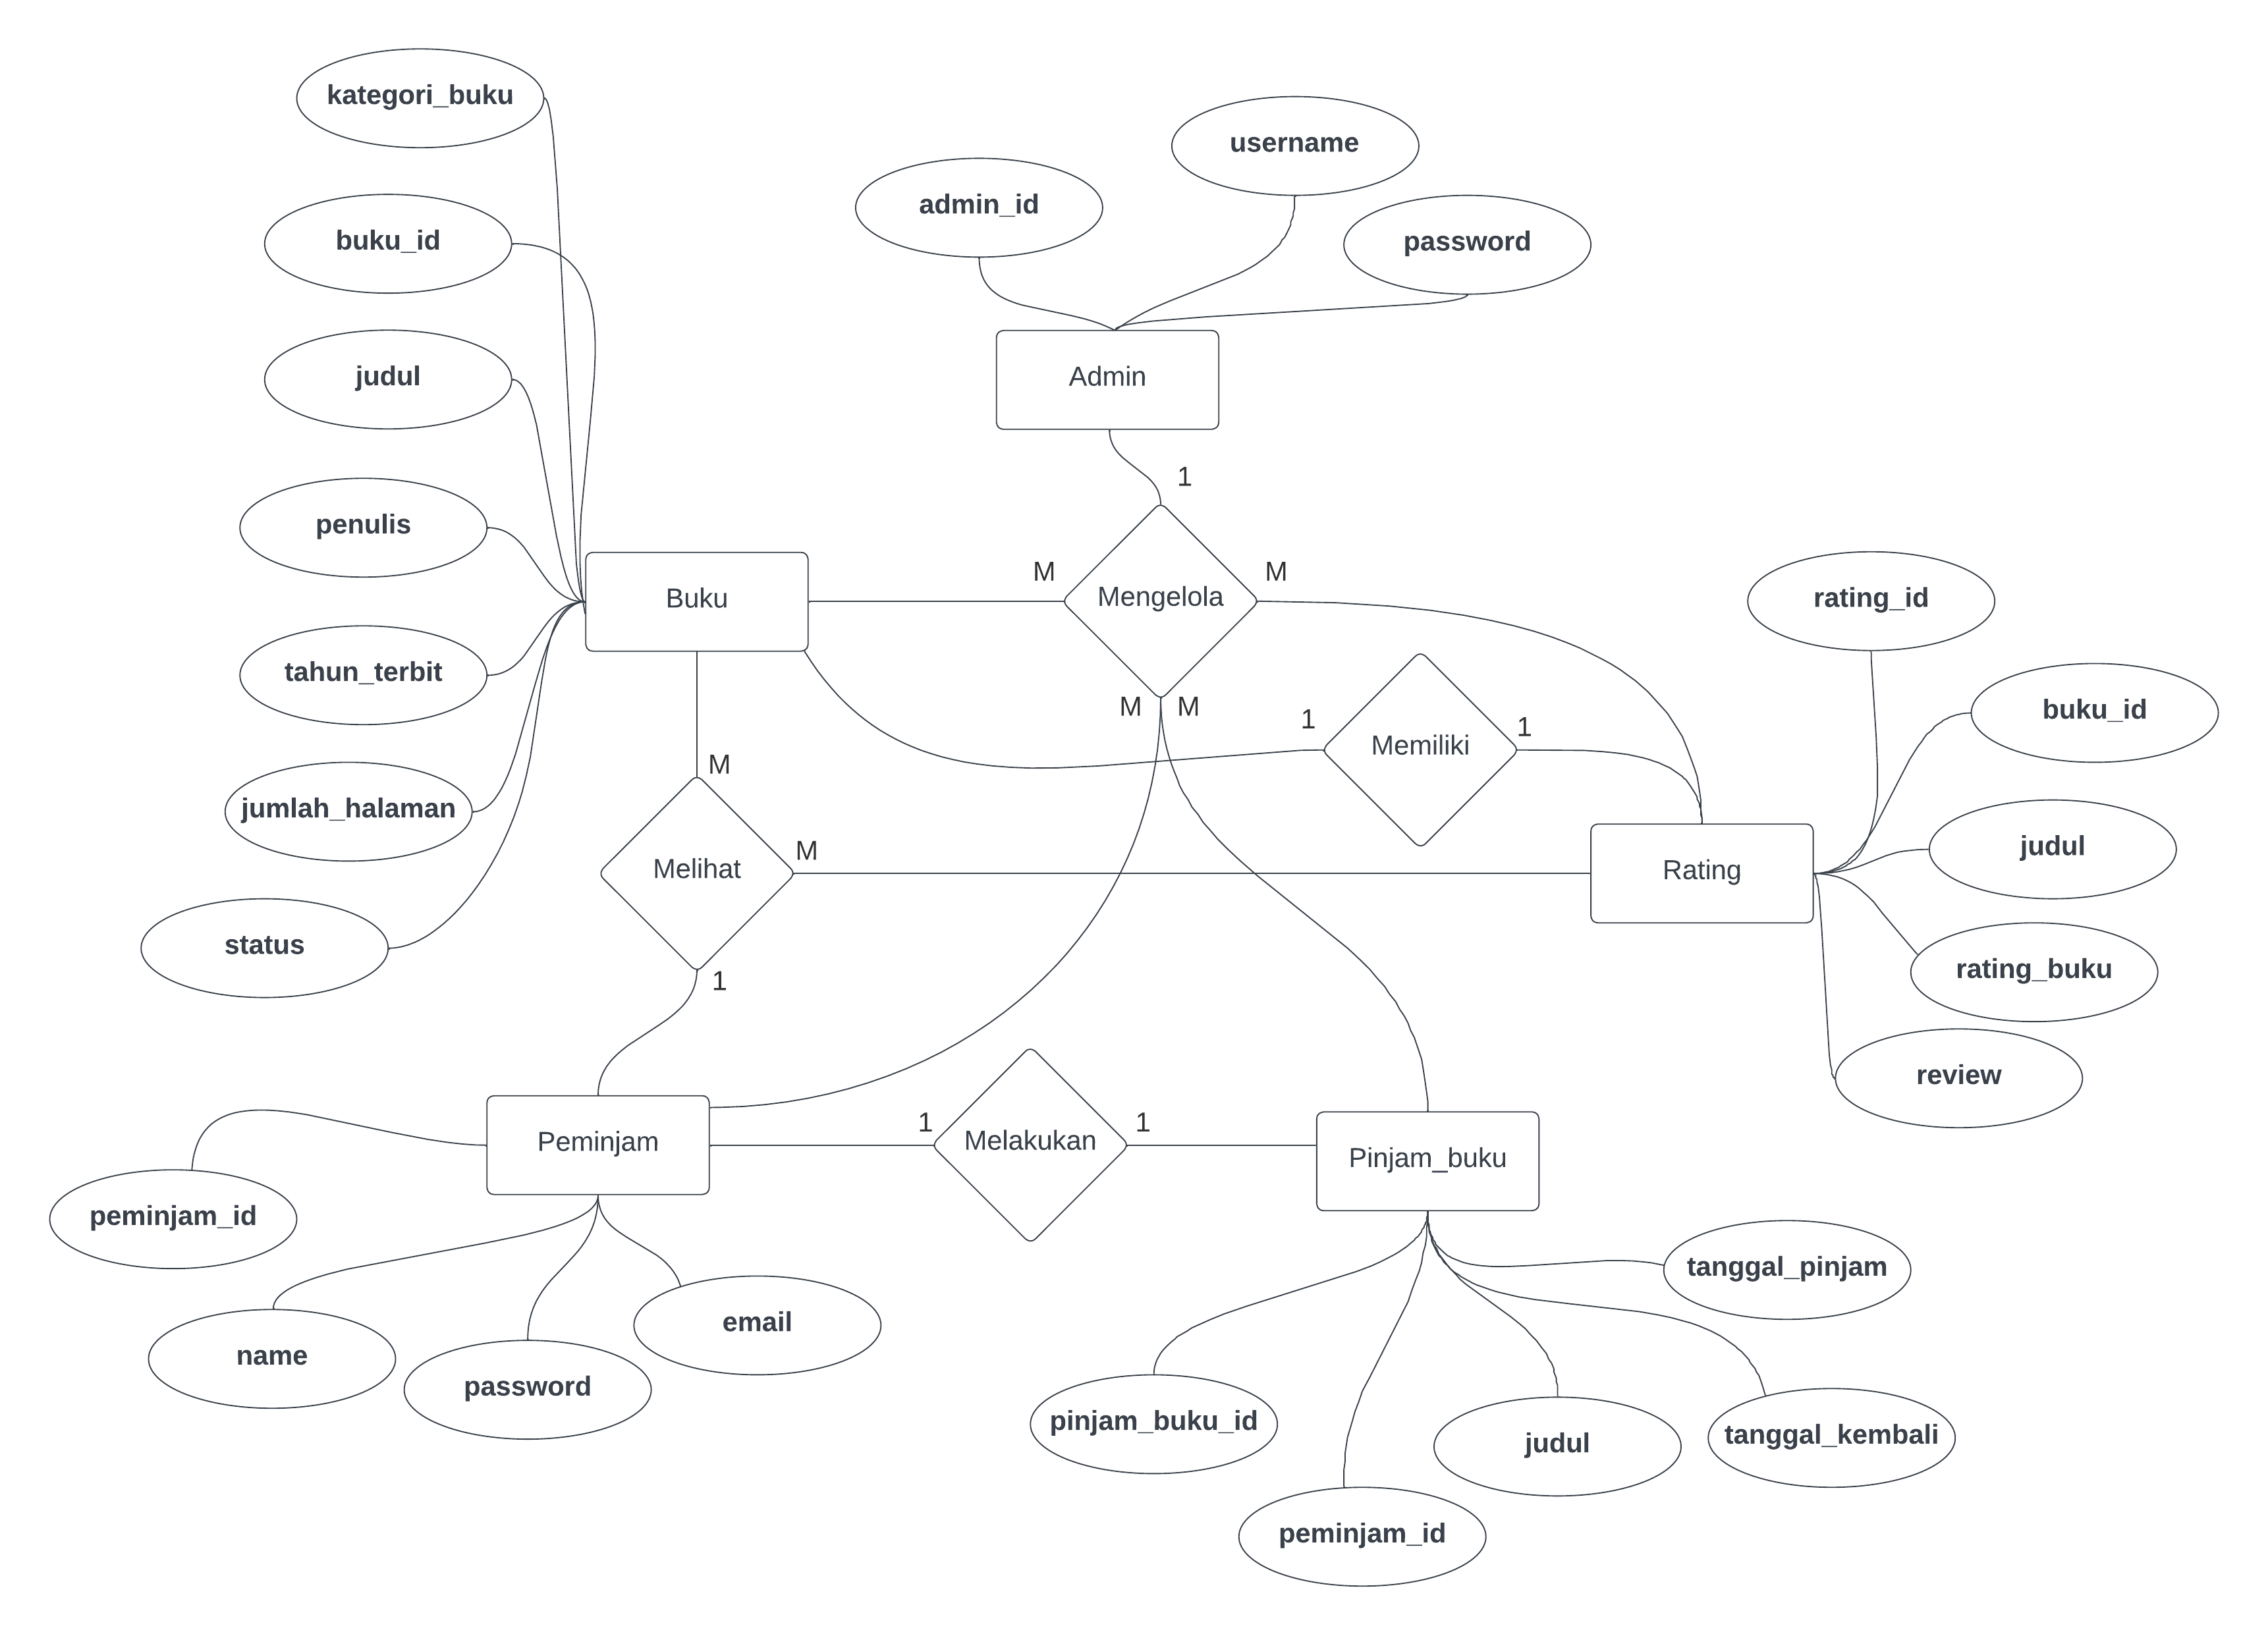 kategori_buku
username
admin_id
password
buku_id
judul
Admin
1
penulis
M
M
Buku
Mengelola
rating_id
tahun_terbit
M
M
1
1
buku_id
Memiliki
M
jumlah_halaman
M
judul
Melihat
Rating
status
1
rating_buku
review
1
1
Peminjam
Melakukan
Pinjam_buku
peminjam_id
tanggal_pinjam
email
name
password
pinjam_buku_id
judul
tanggal_kembali
peminjam_id